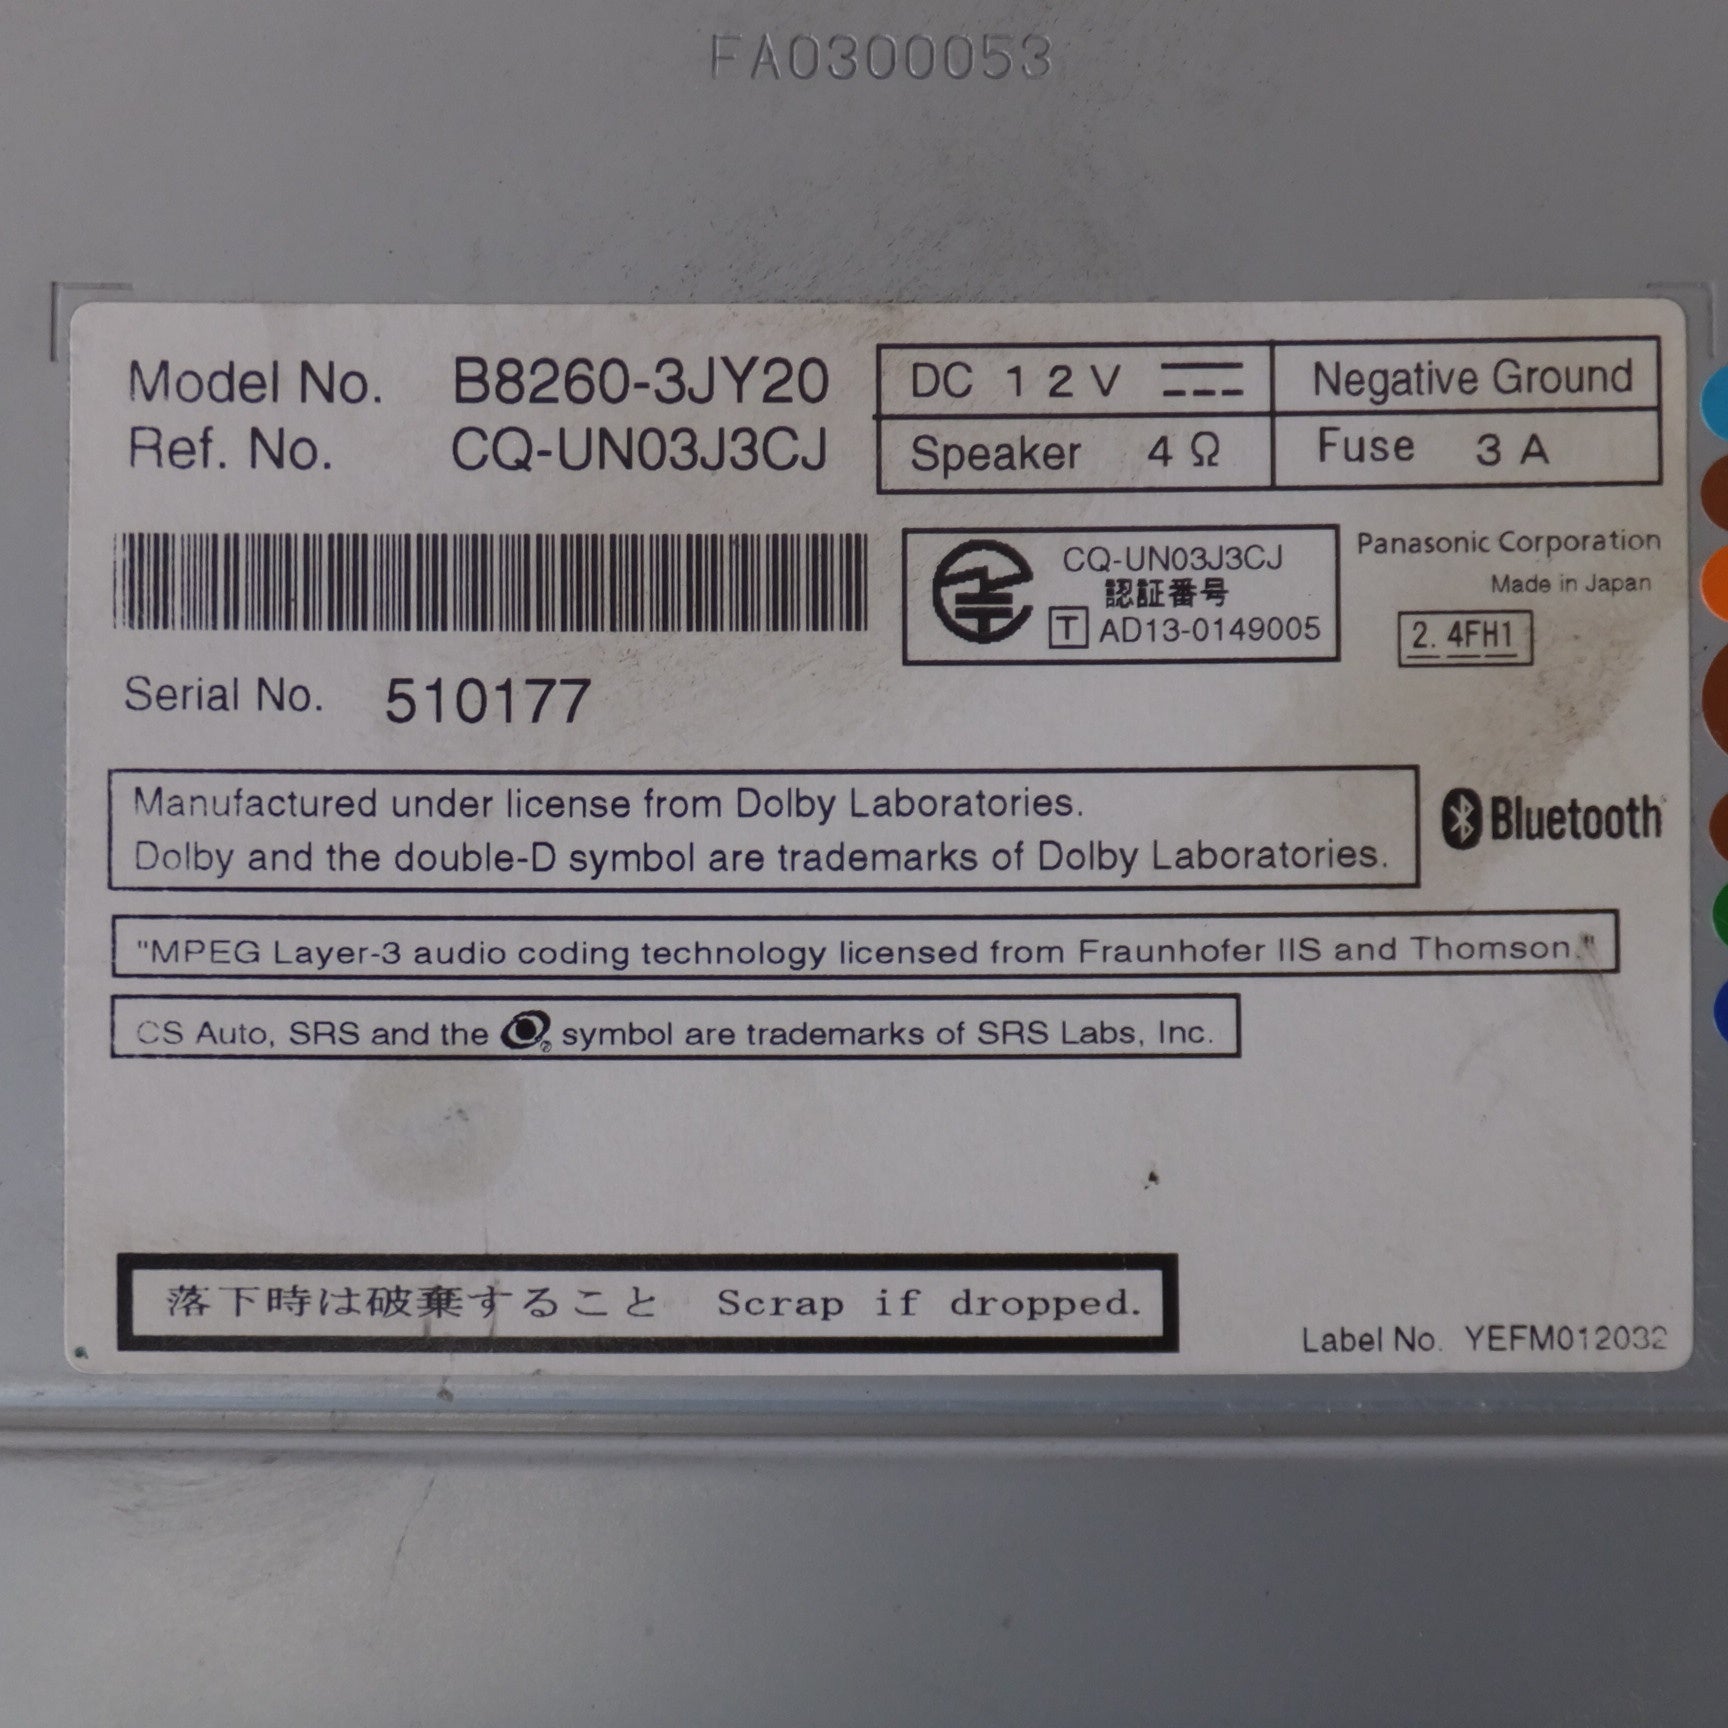 FA0300053
Model No. B8260-3JY20
Ref. No. CQ-UN03J3CJ
DC 12V Negative Ground
Speaker 4Ω Fuse 3A
CQ-UN03J3CJ
認証番号
T AD13-0149005
Panasonic Corporation
Made in Japan
2.4FH1
Serial No. 510177
Manufactured under license from Dolby Laboratories.
Dolby and the double-D symbol are trademarks of Dolby Laboratories.
Bluetooth
"MPEG Layer-3 audio coding technology licensed from Fraunhofer IIS and Thomson."
CS Auto, SRS and the symbol are trademarks of SRS Labs, Inc.
落下時は破棄すること Scrap if dropped.
Label No. YEFM012032